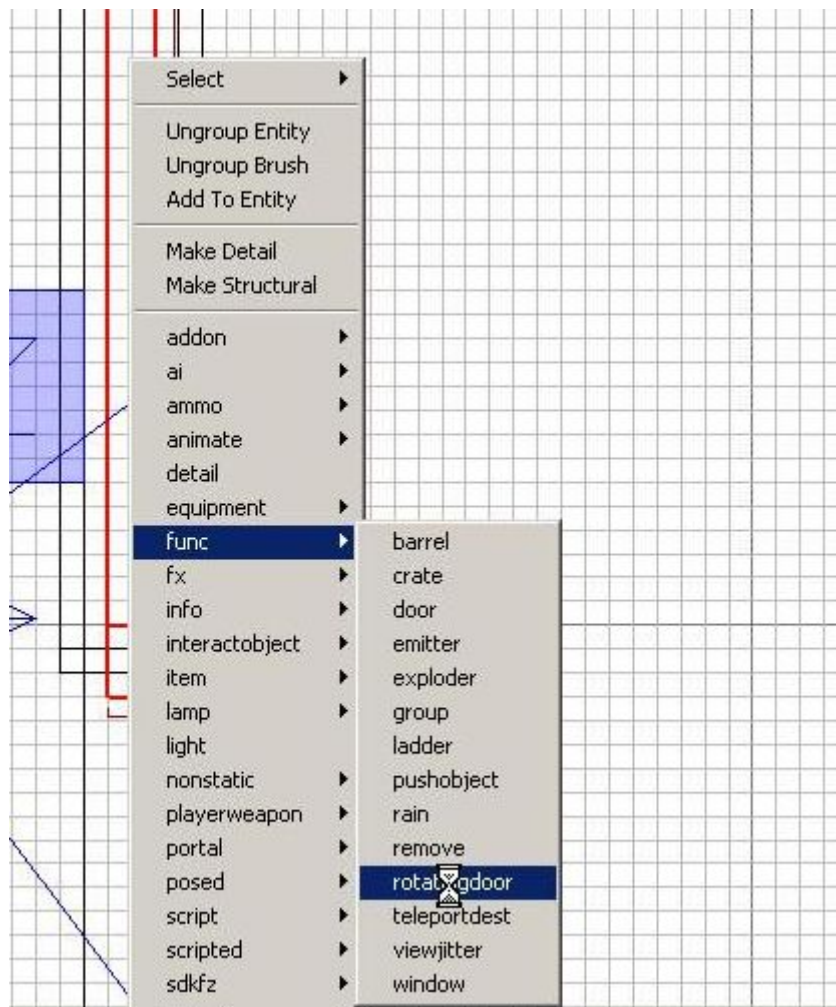 Select
Ungroup Entity
Ungroup Brush
Add To Entity
Make Detail
Make Structural
addon
ai
ammo
animate
detail
equipment
func
fx
info
interactobject
item
lamp
light
nonstatic
playerweapon
portal
posed
script
scripted
sdkfz
barrel
crate
door
emitter
exploder
group
ladder
pushobject
rain
remove
rotatingdoor
teleportdest
viewjitter
window